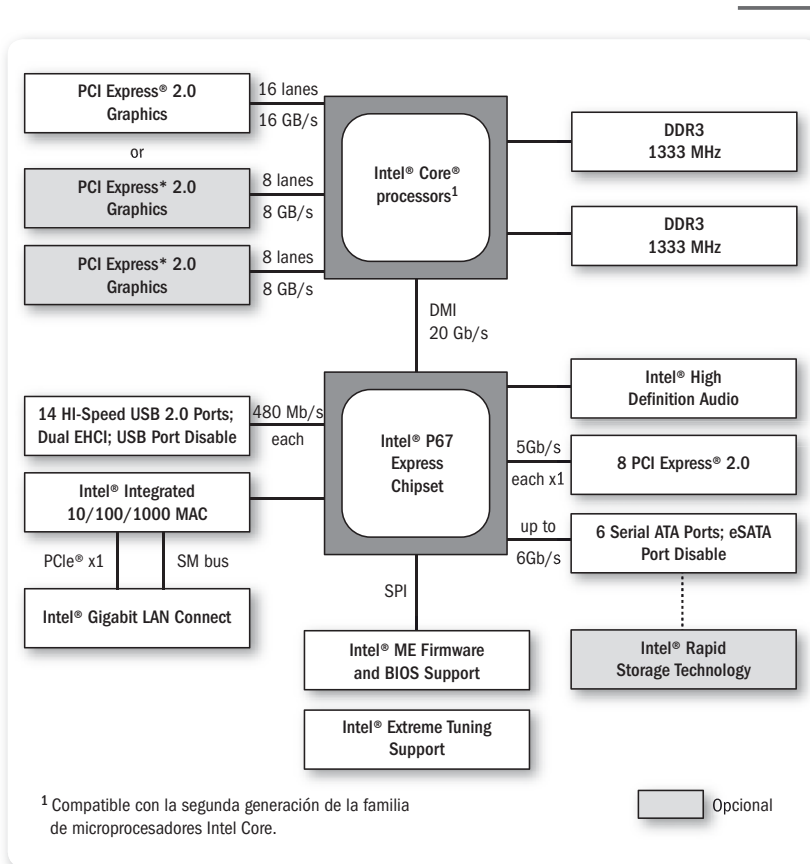 PCI Express® 2.0
Graphics
16 lanes
16 GB/s
or
PCI Express* 2.0
Graphics
8 lanes
8 GB/s
PCI Express* 2.0
Graphics
8 lanes
8 GB/s
Intel® Core®
processors¹
DDR3
1333 MHz
DDR3
1333 MHz
DMI
20 Gb/s
14 HI-Speed USB 2.0 Ports;
Dual EHCI; USB Port Disable
480 Mb/s
each
Intel® P67
Express
Chipset
Intel® High
Definition Audio
5Gb/s
each x1
8 PCI Express® 2.0
Intel® Integrated
10/100/1000 MAC
up to
6Gb/s
6 Serial ATA Ports; eSATA
Port Disable
PCIe® x1
SM bus
Intel® Gigabit LAN Connect
SPI
Intel® ME Firmware
and BIOS Support
Intel® Rapid
Storage Technology
Intel® Extreme Tuning
Support
¹ Compatible con la segunda generación de la familia
de microprocesadores Intel Core.
Opcional